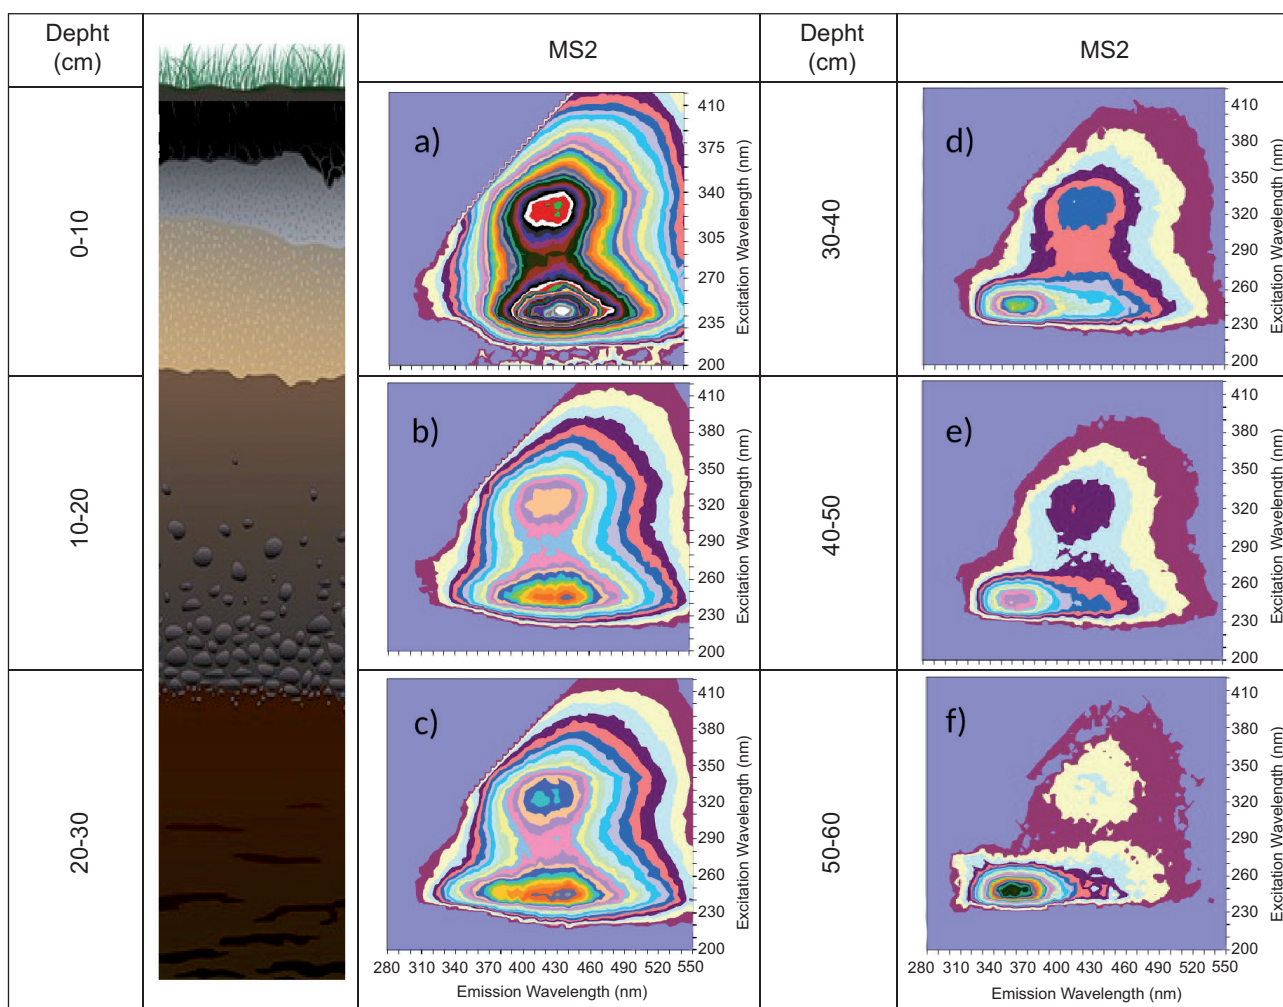 Depht
(cm)
MS2
Depht
(cm)
MS2
0-10
a)
410
375
340
305
270
235
200
Excitation Wavelength (nm)
30-40
d)
410
380
350
320
290
260
230
200
Excitation Wavelength (nm)
10-20
b)
410
380
350
320
290
260
230
200
Excitation Wavelength (nm)
40-50
e)
410
380
350
320
290
260
230
200
Excitation Wavelength (nm)
20-30
c)
410
380
350
320
290
260
230
200
Excitation Wavelength (nm)
280 310 340 370 400 430 460 490 520 550
Emission Wavelength (nm)
50-60
f)
410
380
350
320
290
260
230
200
Excitation Wavelength (nm)
280 310 340 370 400 430 460 490 520 550
Emission Wavelength (nm)